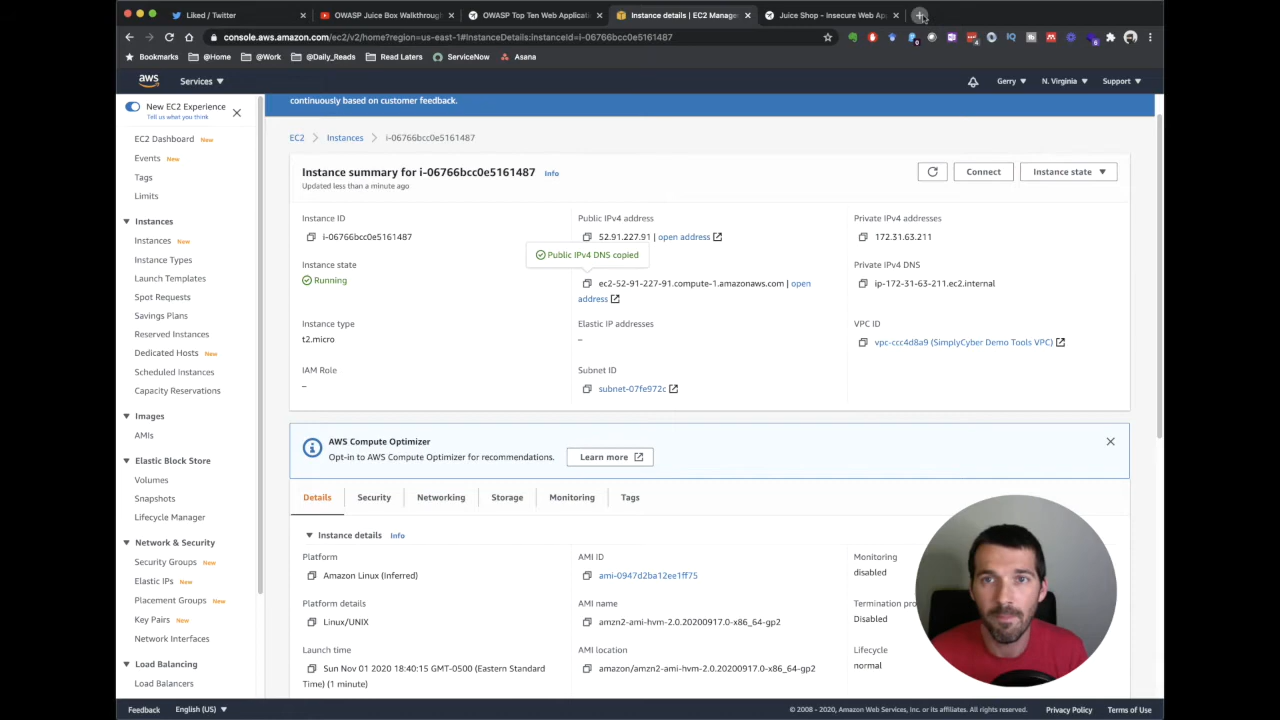 Liked / Twitter
OWASP Juice Box Walkthroug
OWASP Top Ten Web Applicati
Instance details | EC2 Manage
Juice Shop - Insecure Web Ap
console.aws.amazon.com/ec2/v2/home?region=us-east-1#InstanceDetails:instanceId=i-06766bcc0e5161487
Bookmarks @Home @Work @Daily_Reads Read Laters ServiceNow Asana
aws Services Gerry N. Virginia Support
New EC2 Experience
Tell us what you think
EC2 Dashboard New
Events New
Tags
Limits
Instances
Instances New
Instance Types
Launch Templates
Spot Requests
Savings Plans
Reserved Instances
Dedicated Hosts New
Scheduled Instances
Capacity Reservations
Images
AMIs
Elastic Block Store
Volumes
Snapshots
Lifecycle Manager
Network & Security
Security Groups New
Elastic IPs New
Placement Groups New
Key Pairs New
Network Interfaces
Load Balancing
Load Balancers
continuously based on customer feedback.
EC2 > Instances > i-06766bcc0e5161487
Instance summary for i-06766bcc0e5161487 Info
Updated less than a minute ago
Connect
Instance state
Instance ID
i-06766bcc0e5161487
Public IPv4 address
52.91.227.91 | open address
Private IPv4 addresses
172.31.63.211
Instance state
Running
Public IPv4 DNS copied
ec2-52-91-227-91.compute-1.amazonaws.com | open
address
Private IPv4 DNS
ip-172-31-63-211.ec2.internal
Instance type
t2.micro
Elastic IP addresses
–
VPC ID
vpc-ccc4d8a9 (SimplyCyber Demo Tools VPC)
IAM Role
–
Subnet ID
subnet-07fe972c
AWS Compute Optimizer
Opt-in to AWS Compute Optimizer for recommendations.
Learn more
Details Security Networking Storage Monitoring Tags
Instance details Info
Platform
Amazon Linux (Inferred)
AMI ID
ami-0947d2ba12ee1ff75
Monitoring
disabled
Platform details
Linux/UNIX
AMI name
amzn2-ami-hvm-2.0.20200917.0-x86_64-gp2
Termination pro
Disabled
Launch time
Sun Nov 01 2020 18:40:15 GMT-0500 (Eastern Standard
Time) (1 minute)
AMI location
amazon/amzn2-ami-hvm-2.0.20200917.0-x86_64-gp2
Lifecycle
normal
Feedback English (US) © 2008 - 2020, Amazon Web Services, Inc. or its affiliates. All rights reserved. Privacy Policy Terms of Use